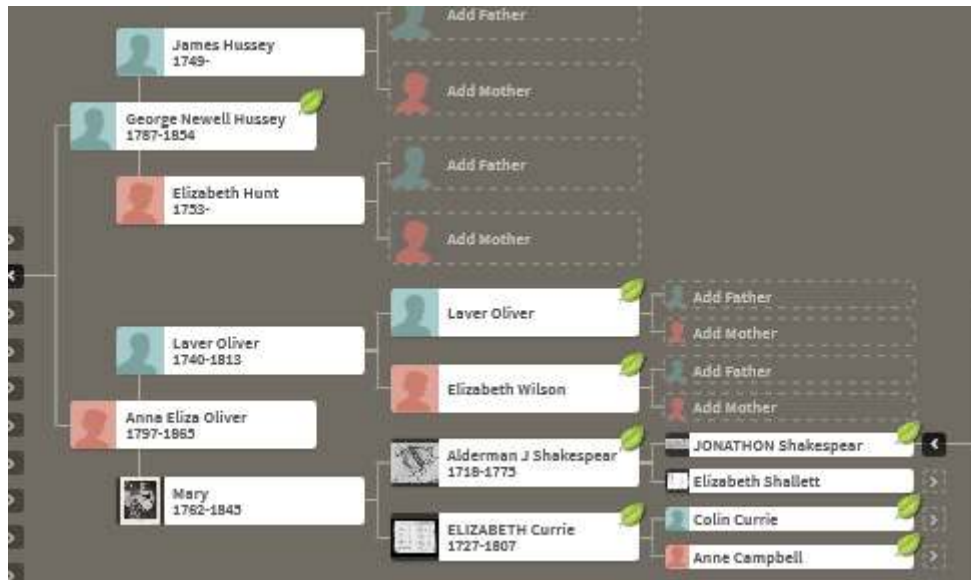 Add Father
James Hussey
1749-
Add Mother
George Newell Hussey
1787-1854
Add Father
Elizabeth Hunt
1753-
Add Mother
Add Father
Laver Oliver
Add Mother
Laver Oliver
1740-1813
Add Father
Elizabeth Wilson
Add Mother
Anna Eliza Oliver
1797-1865
JONATHON Shakespear
Alderman J Shakespear
1718-1775
Elizabeth Shallett
Mary
1762-1845
Colin Currie
ELIZABETH Currie
1727-1807
Anne Campbell